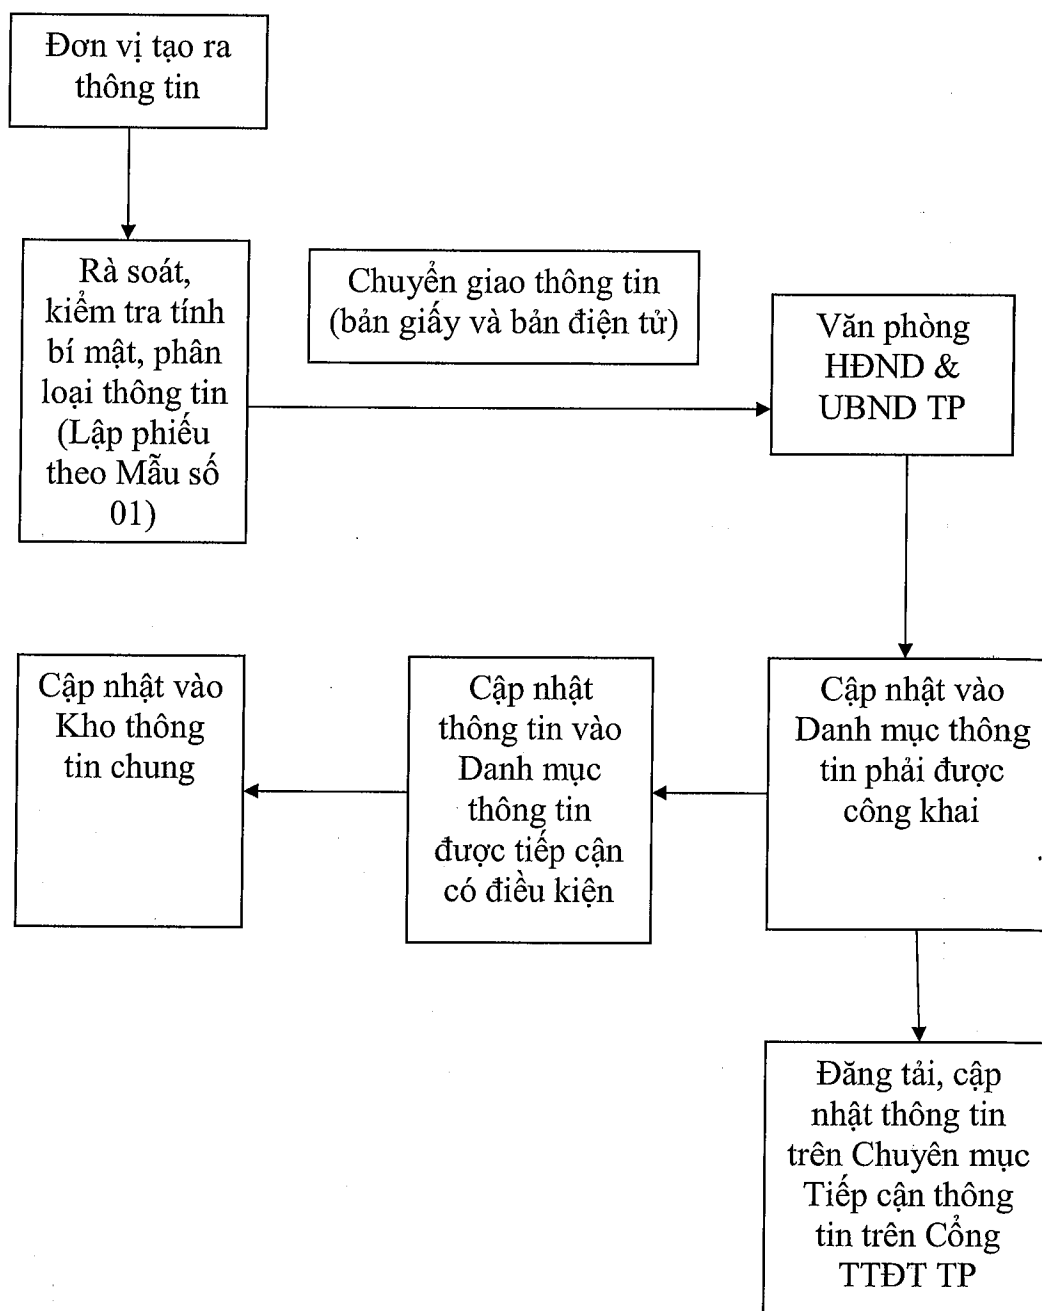 Đơn vị tạo ra
thông tin
Rà soát,
kiểm tra tính
bí mật, phân
loại thông tin
(Lập phiếu
theo Mẫu số
01)
Chuyển giao thông tin
(bản giấy và bản điện tử)
Văn phòng
HĐND &
UBND TP
Cập nhật vào
Kho thông
tin chung
Cập nhật
thông tin vào
Danh mục
thông tin
được tiếp cận
có điều kiện
Cập nhật vào
Danh mục thông
tin phải được
công khai
Đăng tải, cập
nhật thông tin
trên Chuyên mục
Tiếp cận thông
tin trên Cổng
TTĐT TP